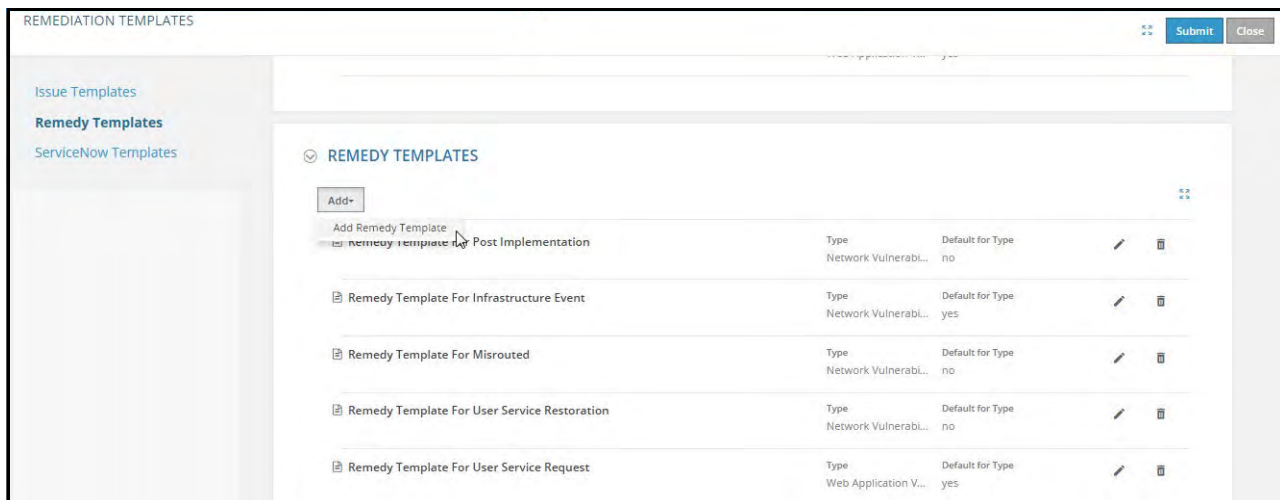 REMEDIATION TEMPLATES
Submit Close
Issue Templates
Remedy Templates
ServiceNow Templates
REMEDY TEMPLATES
Add
Add Remedy Template
Remedy Template For Post Implementation
Type Default for Type
Network Vulnerabi... no
Remedy Template For Infrastructure Event
Type Default for Type
Network Vulnerabi... yes
Remedy Template For Misrouted
Type Default for Type
Network Vulnerabi... no
Remedy Template For User Service Restoration
Type Default for Type
Network Vulnerabi... no
Remedy Template For User Service Request
Type Default for Type
Web Application V... yes